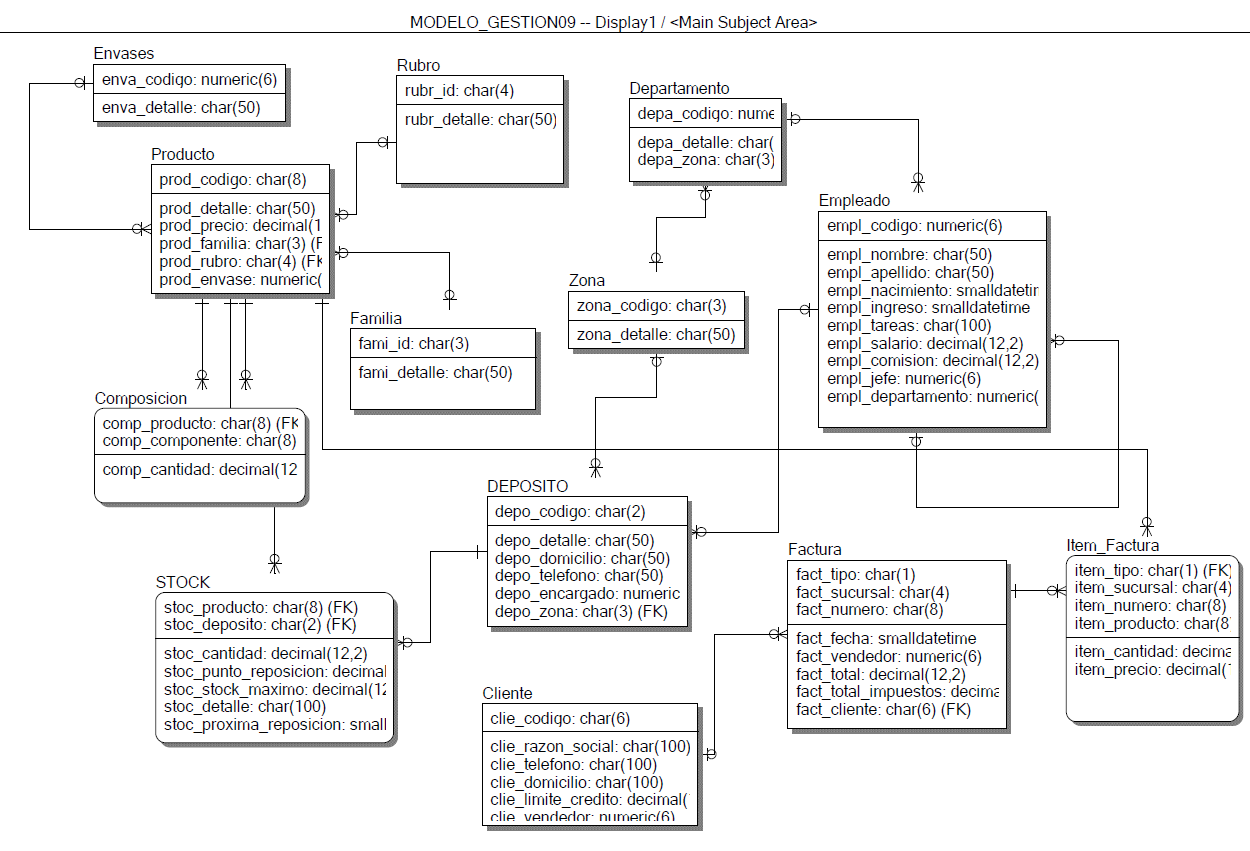 MODELO_GESTION09 -- Display1 / <Main Subject Area>
Envases
enva_codigo: numeric(6)
enva_detalle: char(50)
Rubro
rubr_id: char(4)
rubr_detalle: char(50)
Departamento
depa_codigo: nume
depa_detalle: char(
depa_zona: char(3)
Producto
prod_codigo: char(8)
prod_detalle: char(50)
prod_precio: decimal(1
prod_familia: char(3) (F
prod_rubro: char(4) (FK
prod_envase: numeric(
Empleado
empl_codigo: numeric(6)
empl_nombre: char(50)
empl_apellido: char(50)
empl_nacimiento: smalldatetin
empl_ingreso: smalldatetime
empl_tareas: char(100)
empl_salario: decimal(12,2)
empl_comision: decimal(12,2)
empl_jefe: numeric(6)
empl_departamento: numeric(
Zona
zona_codigo: char(3)
zona_detalle: char(50)
Familia
fami_id: char(3)
fami_detalle: char(50)
Composicion
comp_producto: char(8) (FK
comp_componente: char(8)
comp_cantidad: decimal(12
DEPOSITO
depo_codigo: char(2)
depo_detalle: char(50)
depo_domicilio: char(50)
depo_telefono: char(50)
depo_encargado: numeric
depo_zona: char(3) (FK)
Factura
fact_tipo: char(1)
fact_sucursal: char(4)
fact_numero: char(8)
fact_fecha: smalldatetime
fact_vendedor: numeric(6)
fact_total: decimal(12,2)
fact_total_impuestos: decima
fact_cliente: char(6) (FK)
Item_Factura
item_tipo: char(1) (FK)
item_sucursal: char(4)
item_numero: char(8)
item_producto: char(8
item_cantidad: decima
item_precio: decimal(
STOCK
stoc_producto: char(8) (FK)
stoc_deposito: char(2) (FK)
stoc_cantidad: decimal(12,2)
stoc_punto_reposicion: decimal
stoc_stock_maximo: decimal(12
stoc_detalle: char(100)
stoc_proxima_reposicion: small
Cliente
clie_codigo: char(6)
clie_razon_social: char(100)
clie_telefono: char(100)
clie_domicilio: char(100)
clie_limite_credito: decimal(
clie_vendedor: numeric(6)